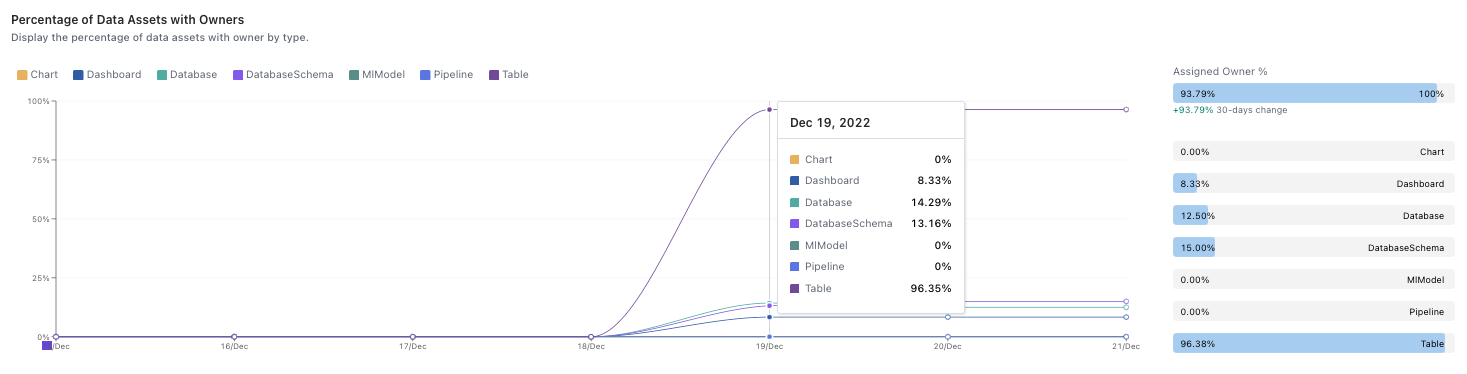 Percentage of Data Assets with Owners
Display the percentage of data assets with owner by type.
Chart Dashboard Database DatabaseSchema MlModel Pipeline Table
100%
75%
50%
25%
0%
/Dec 16/Dec 17/Dec 18/Dec 19/Dec 20/Dec 21/Dec
Dec 19, 2022
Chart 0%
Dashboard 8.33%
Database 14.29%
DatabaseSchema 13.16%
MlModel 0%
Pipeline 0%
Table 96.35%
Assigned Owner %
93.79% 100%
+93.79% 30-days change
0.00% Chart
8.33% Dashboard
12.50% Database
15.00% DatabaseSchema
0.00% MlModel
0.00% Pipeline
96.38% Table